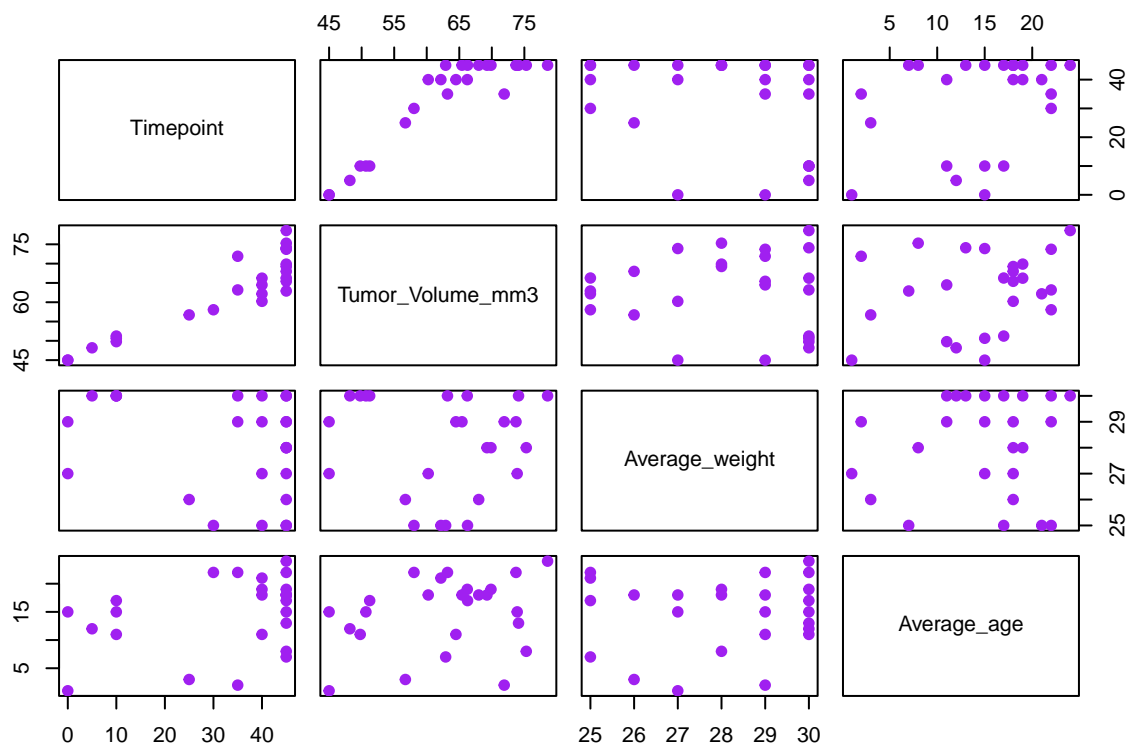 45 55 65 75
5 10 15 20
Timepoint
0 20 40
45 60 75
Tumor_Volume_mm3
Average_weight
25 27 29
5 15
Average_age
0 10 20 30 40
25 26 27 28 29 30